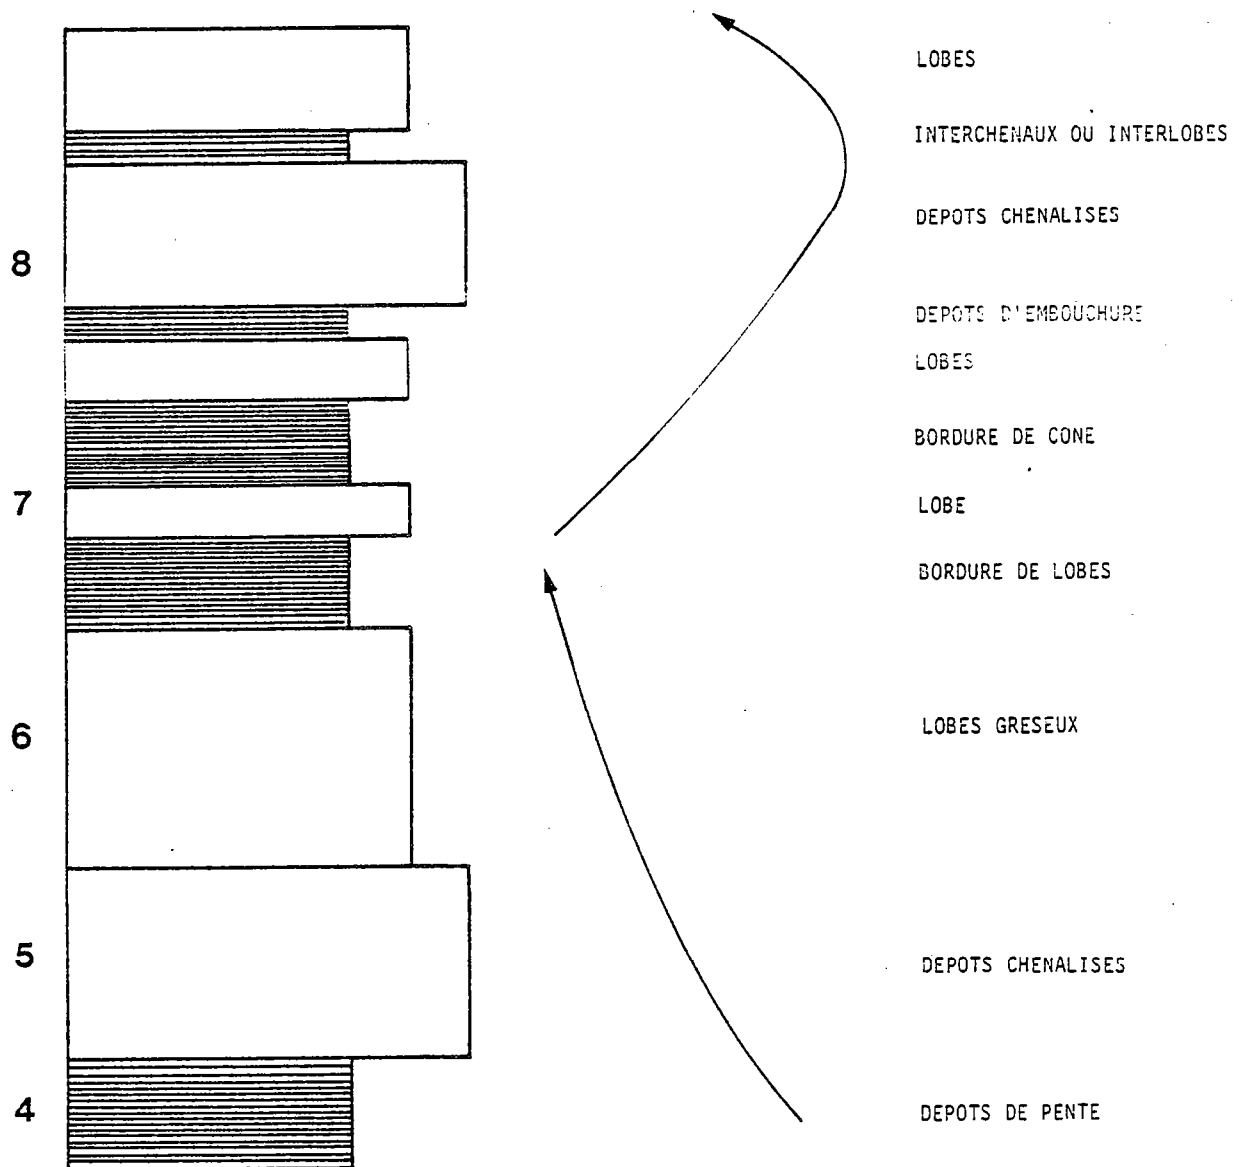 LOBES
INTERCHENAUX OU INTERLOBES
DEPOTS CHENALISES
8
DEPOTS D'EMBOUCHURE
LOBES
BORDURE DE CONE
7
LOBE
BORDURE DE LOBES
6
LOBES GRESEUX
5
DEPOTS CHENALISES
4
DEPOTS DE PENTE